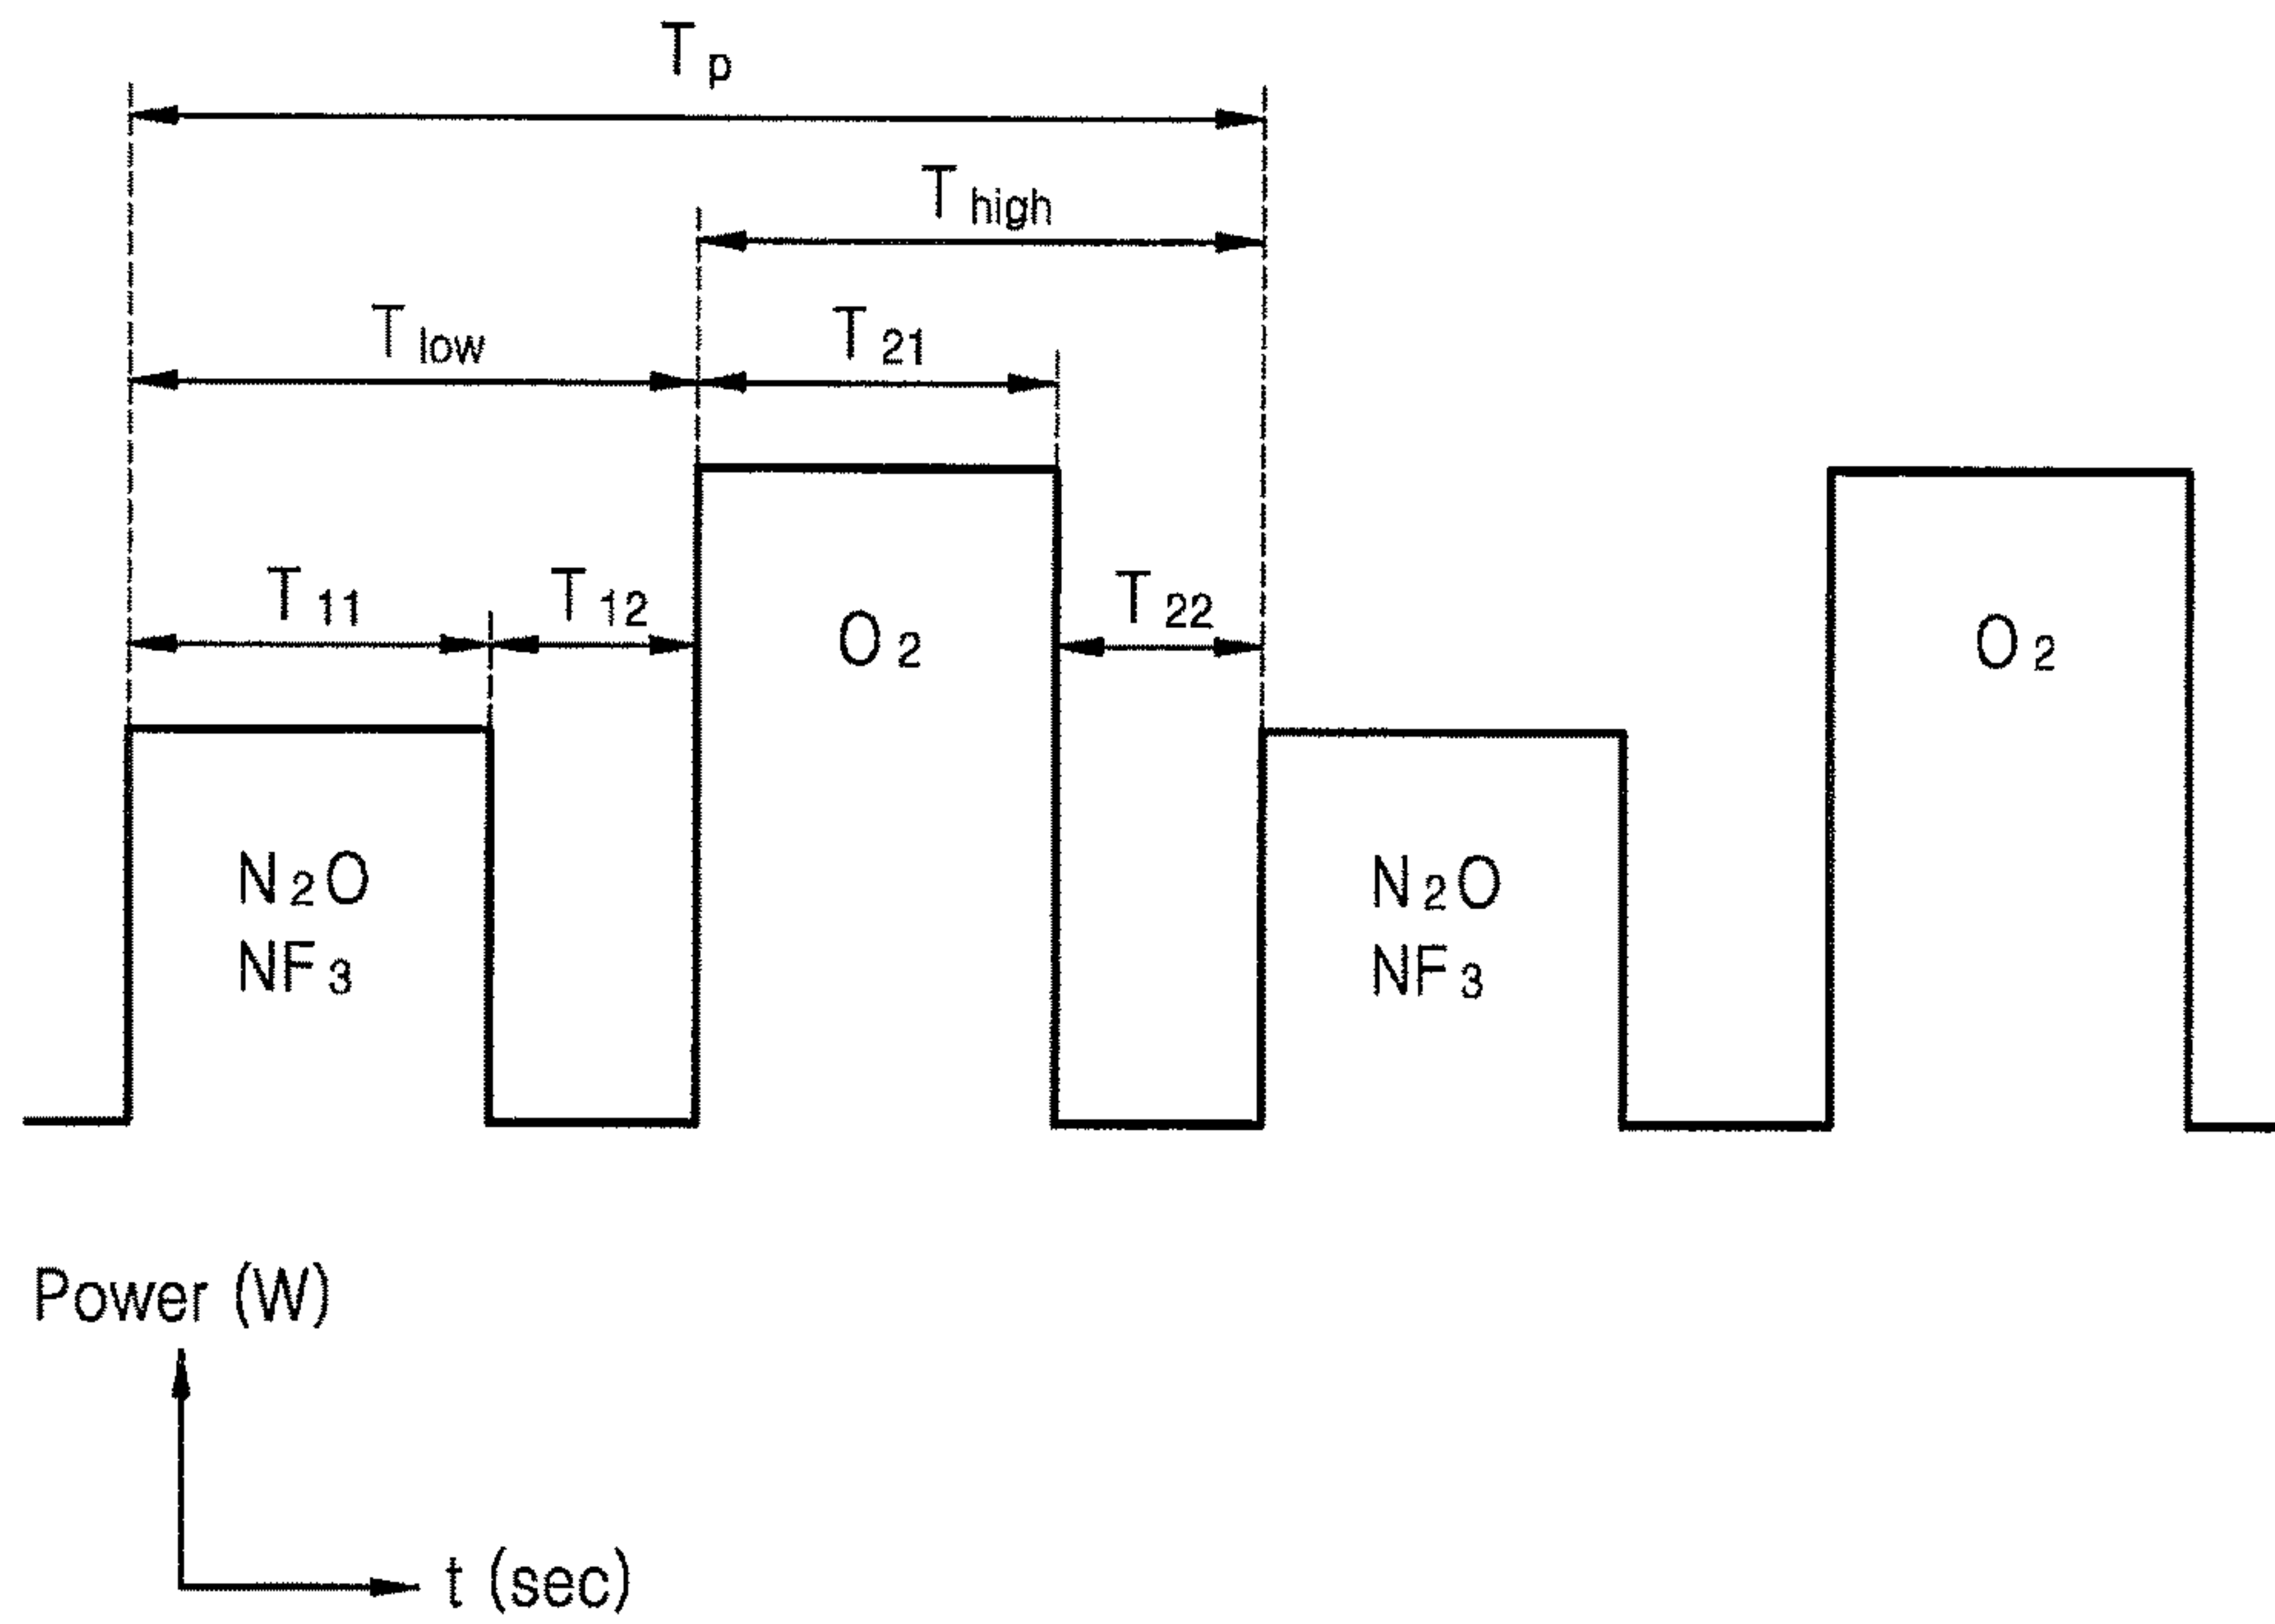 Tp
Thigh
Tlow T21
T11 T12 O2 T22 O2
N2O N2O
NF3 NF3
Power (W)
t (sec)